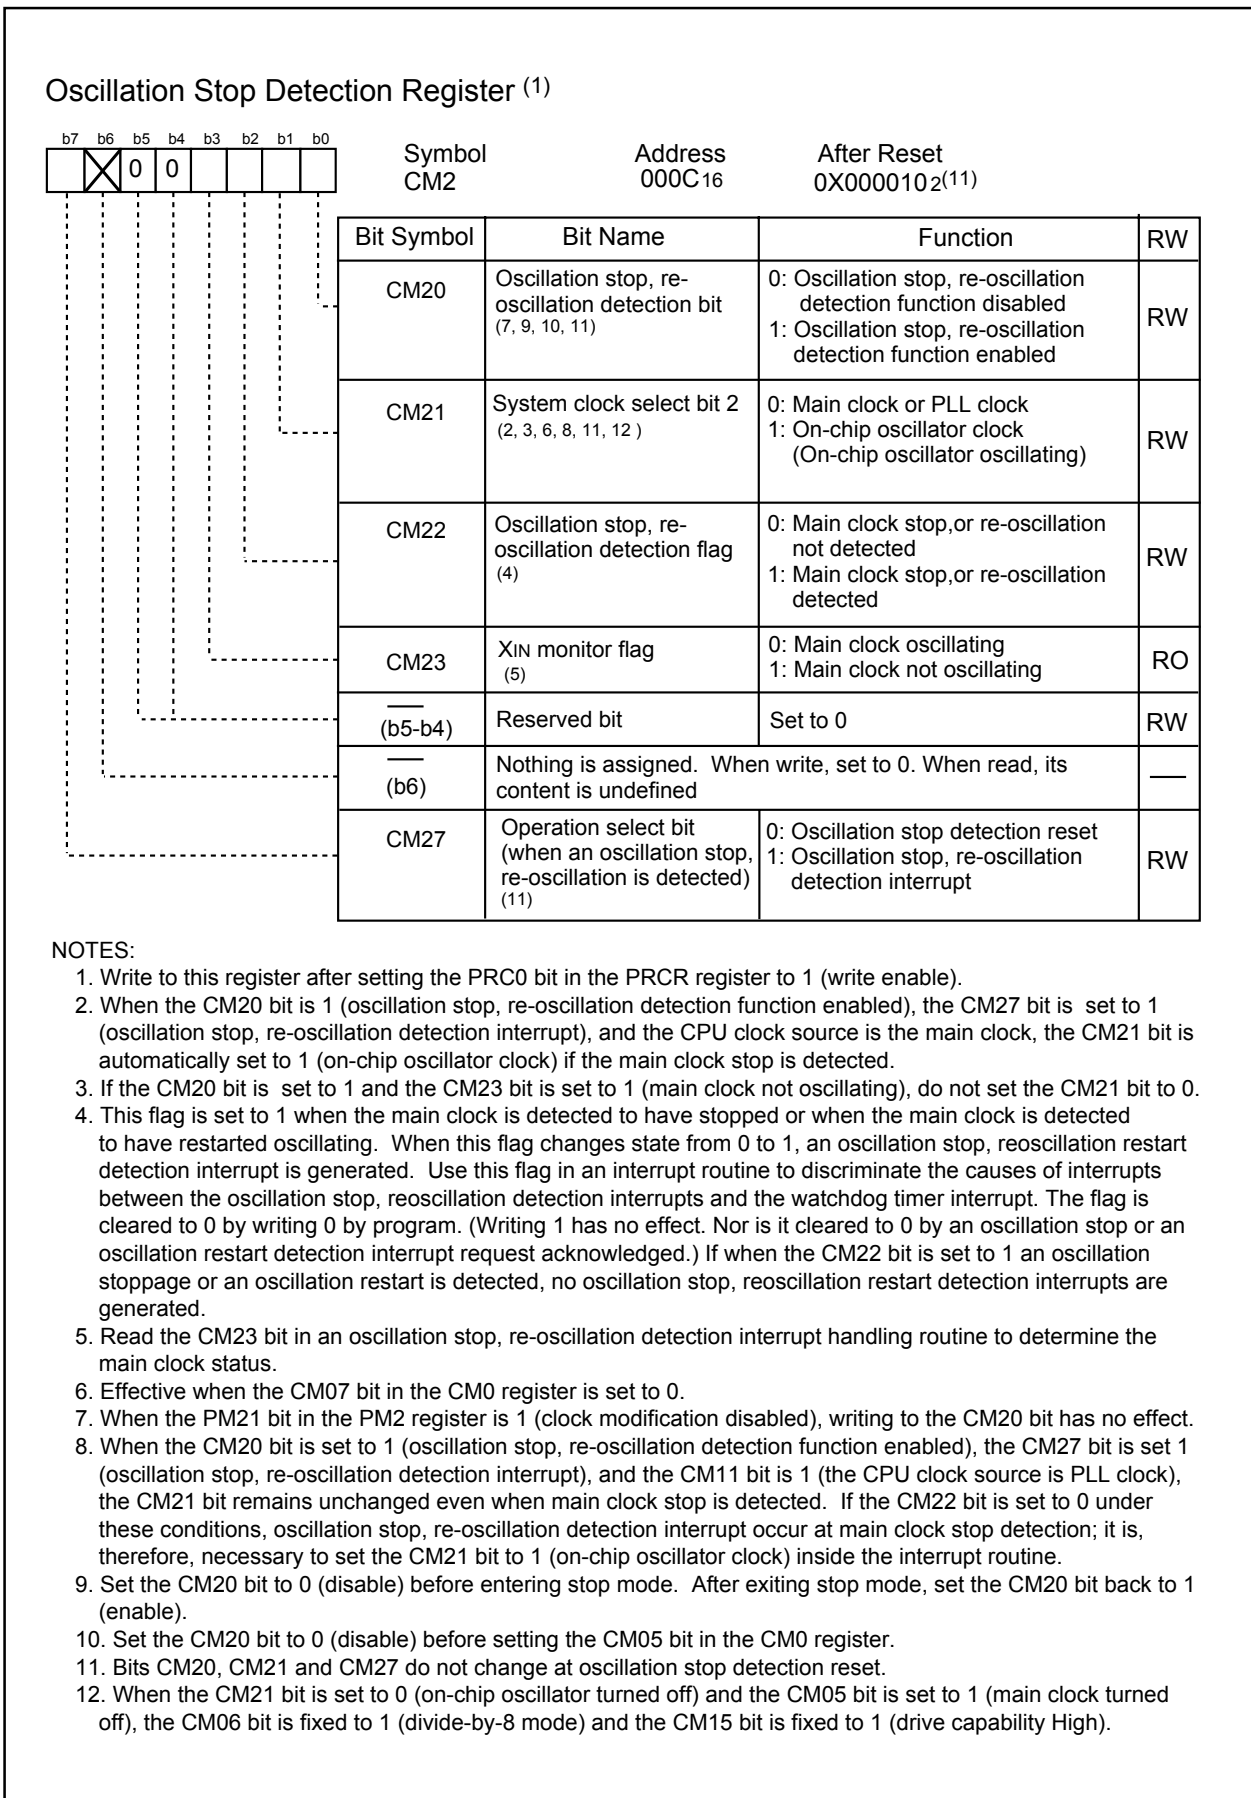 Oscillation Stop Detection Register (1)
b7 b6 b5 b4 b3 b2 b1 b0
0 0
Symbol Address After Reset
CM2 000C16 0X0000102(11)
Bit Symbol Bit Name Function RW
CM20 Oscillation stop, re-oscillation detection bit (7, 9, 10, 11) 0: Oscillation stop, re-oscillation detection function disabled 1: Oscillation stop, re-oscillation detection function enabled RW
CM21 System clock select bit 2 (2, 3, 6, 8, 11, 12 ) 0: Main clock or PLL clock 1: On-chip oscillator clock (On-chip oscillator oscillating) RW
CM22 Oscillation stop, re-oscillation detection flag (4) 0: Main clock stop,or re-oscillation not detected 1: Main clock stop,or re-oscillation detected RW
CM23 XIN monitor flag (5) 0: Main clock oscillating 1: Main clock not oscillating RO
(b5-b4) Reserved bit Set to 0 RW
(b6) Nothing is assigned. When write, set to 0. When read, its content is undefined
CM27 Operation select bit (when an oscillation stop, re-oscillation is detected) (11) 0: Oscillation stop detection reset 1: Oscillation stop, re-oscillation detection interrupt RW
NOTES:
1. Write to this register after setting the PRC0 bit in the PRCR register to 1 (write enable).
2. When the CM20 bit is 1 (oscillation stop, re-oscillation detection function enabled), the CM27 bit is set to 1
(oscillation stop, re-oscillation detection interrupt), and the CPU clock source is the main clock, the CM21 bit is
automatically set to 1 (on-chip oscillator clock) if the main clock stop is detected.
3. If the CM20 bit is set to 1 and the CM23 bit is set to 1 (main clock not oscillating), do not set the CM21 bit to 0.
4. This flag is set to 1 when the main clock is detected to have stopped or when the main clock is detected
to have restarted oscillating. When this flag changes state from 0 to 1, an oscillation stop, reoscillation restart
detection interrupt is generated. Use this flag in an interrupt routine to discriminate the causes of interrupts
between the oscillation stop, reoscillation detection interrupts and the watchdog timer interrupt. The flag is
cleared to 0 by writing 0 by program. (Writing 1 has no effect. Nor is it cleared to 0 by an oscillation stop or an
oscillation restart detection interrupt request acknowledged.) If when the CM22 bit is set to 1 an oscillation
stoppage or an oscillation restart is detected, no oscillation stop, reoscillation restart detection interrupts are
generated.
5. Read the CM23 bit in an oscillation stop, re-oscillation detection interrupt handling routine to determine the
main clock status.
6. Effective when the CM07 bit in the CM0 register is set to 0.
7. When the PM21 bit in the PM2 register is 1 (clock modification disabled), writing to the CM20 bit has no effect.
8. When the CM20 bit is set to 1 (oscillation stop, re-oscillation detection function enabled), the CM27 bit is set 1
(oscillation stop, re-oscillation detection interrupt), and the CM11 bit is 1 (the CPU clock source is PLL clock),
the CM21 bit remains unchanged even when main clock stop is detected. If the CM22 bit is set to 0 under
these conditions, oscillation stop, re-oscillation detection interrupt occur at main clock stop detection; it is,
therefore, necessary to set the CM21 bit to 1 (on-chip oscillator clock) inside the interrupt routine.
9. Set the CM20 bit to 0 (disable) before entering stop mode. After exiting stop mode, set the CM20 bit back to 1
(enable).
10. Set the CM20 bit to 0 (disable) before setting the CM05 bit in the CM0 register.
11. Bits CM20, CM21 and CM27 do not change at oscillation stop detection reset.
12. When the CM21 bit is set to 0 (on-chip oscillator turned off) and the CM05 bit is set to 1 (main clock turned
off), the CM06 bit is fixed to 1 (divide-by-8 mode) and the CM15 bit is fixed to 1 (drive capability High).